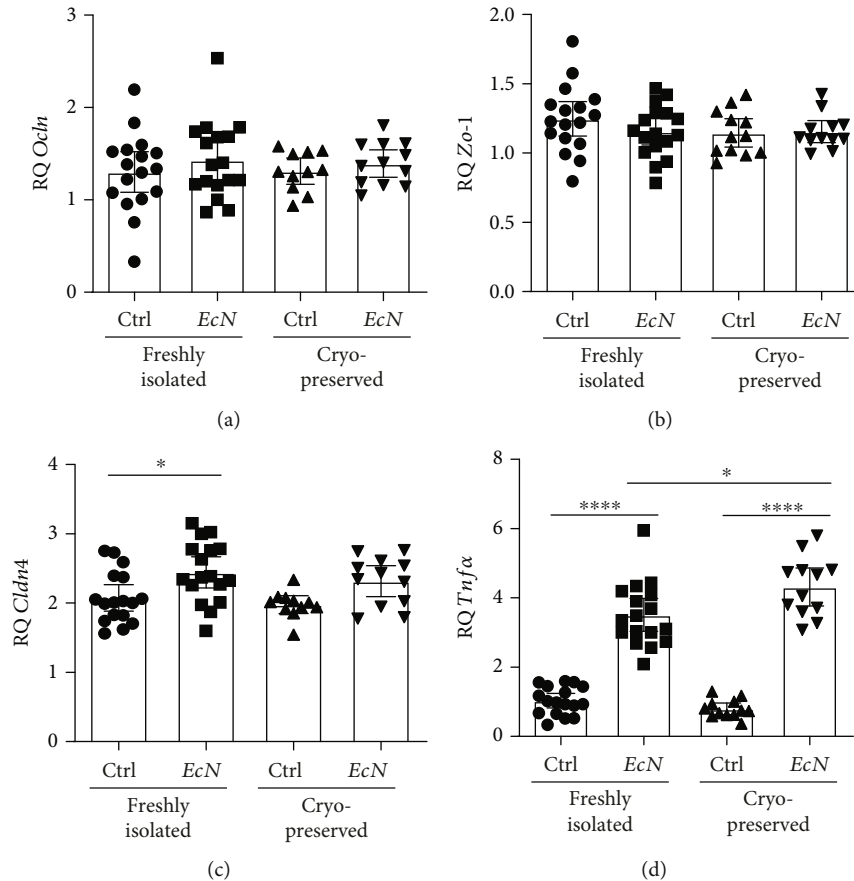 3
2
1
0
RQ Ocln
Ctrl
EcN
Ctrl
EcN
Freshly
isolated
Cryo-
preserved
(a)
2.0
1.5
1.0
0.5
0.0
RQ Zo-1
Ctrl
EcN
Ctrl
EcN
Freshly
isolated
Cryo-
preserved
(b)
4
3
2
1
0
RQ Cldn4
*
Ctrl
EcN
Ctrl
EcN
Freshly
isolated
Cryo-
preserved
(c)
8
6
4
2
0
RQ Tnfα
*
****
****
Ctrl
EcN
Ctrl
EcN
Freshly
isolated
Cryo-
preserved
(d)